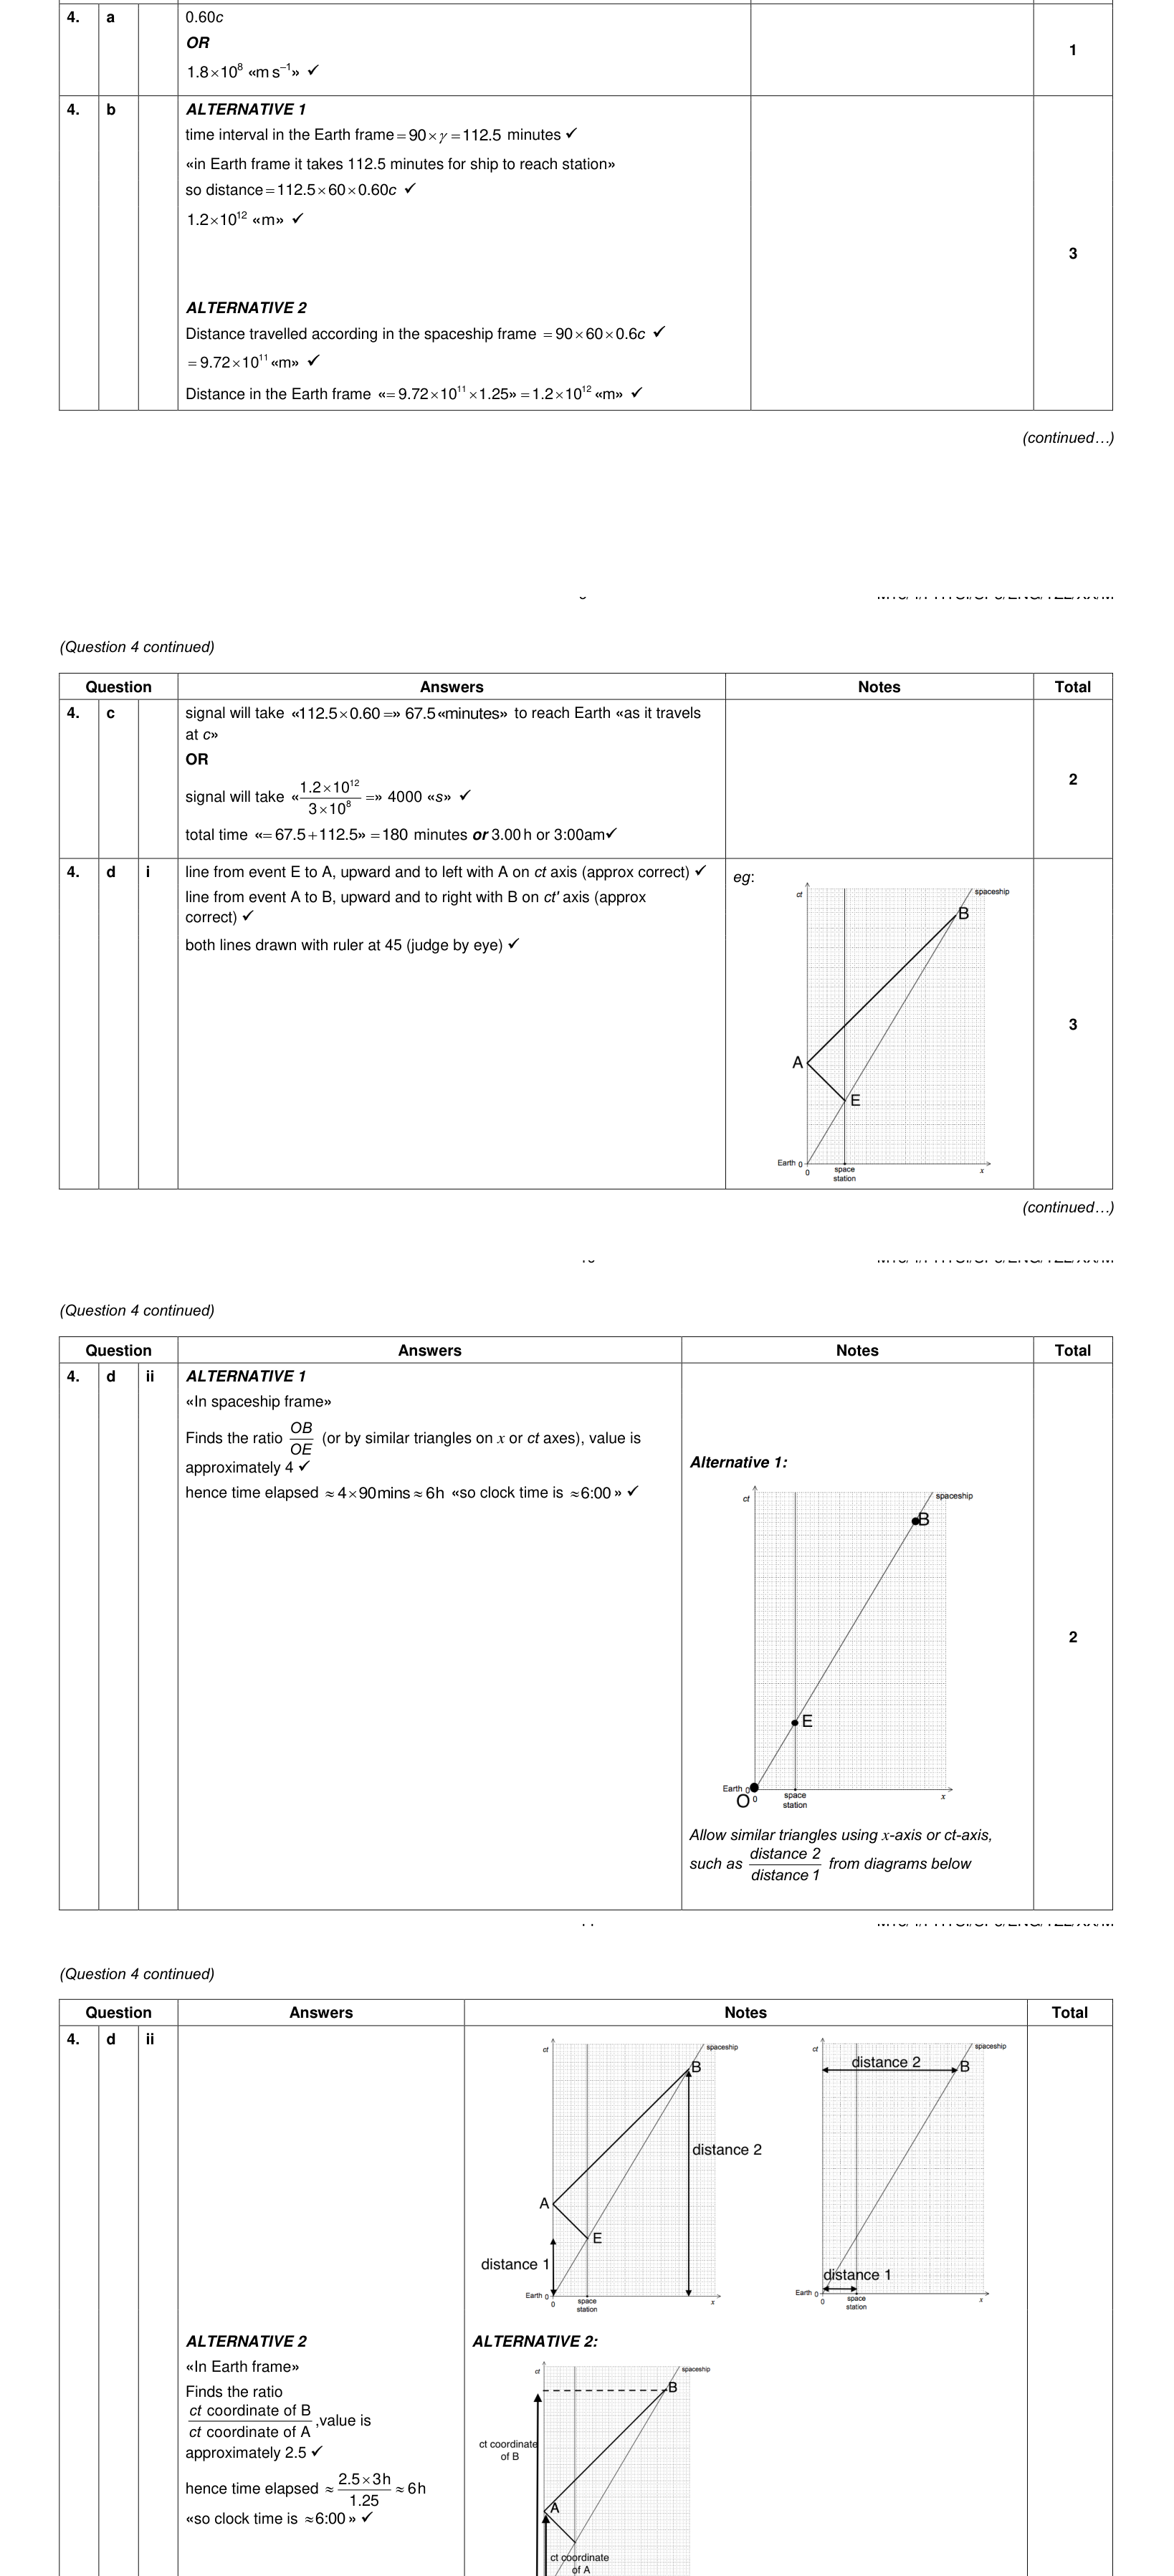 4. a 0.60c
OR
1.8×10⁸ «m s⁻¹» ✓
1
4. b ALTERNATIVE 1
time interval in the Earth frame = 90 × γ = 112.5 minutes ✓
«in Earth frame it takes 112.5 minutes for ship to reach station»
so distance = 112.5×60×0.60c ✓
1.2×10¹² «m» ✓
3
ALTERNATIVE 2
Distance travelled according in the spaceship frame = 90×60×0.6c ✓
= 9.72×10¹¹ «m» ✓
Distance in the Earth frame «= 9.72×10¹¹ ×1.25» = 1.2×10¹² «m» ✓
(continued…)
(Question 4 continued)
Question Answers Notes Total
4. c signal will take «112.5×0.60 =» 67.5 «minutes» to reach Earth «as it travels
at c»
OR
signal will take «1.2×10¹²/3×10⁸ =» 4000 «s» ✓
2
total time «= 67.5+112.5» = 180 minutes or 3.00 h or 3:00am✓
4. d i line from event E to A, upward and to left with A on ct axis (approx correct) ✓
line from event A to B, upward and to right with B on ct' axis (approx
correct) ✓
both lines drawn with ruler at 45 (judge by eye) ✓
eg:
ct
spaceship
B
A
E
Earth 0
0
space
station
x
3
(continued…)
(Question 4 continued)
Question Answers Notes Total
4. d ii ALTERNATIVE 1
«In spaceship frame»
Finds the ratio OB/OE (or by similar triangles on x or ct axes), value is
approximately 4 ✓
hence time elapsed ≈ 4×90mins ≈ 6h «so clock time is ≈6:00 » ✓
Alternative 1:
ct
spaceship
B
E
Earth 0
O 0
space
station
x
Allow similar triangles using x-axis or ct-axis,
such as distance 2/distance 1 from diagrams below
2
(Question 4 continued)
Question Answers Notes Total
4. d ii
ct
spaceship
B
distance 2
A
E
distance 1
Earth 0
0
space
station
x
ct
spaceship
distance 2
B
distance 1
Earth 0
0
space
station
x
ALTERNATIVE 2
«In Earth frame»
Finds the ratio
ct coordinate of B/ct coordinate of A ,value is
approximately 2.5 ✓
hence time elapsed ≈ 2.5×3h/1.25 ≈ 6h
«so clock time is ≈6:00 » ✓
ALTERNATIVE 2:
ct
spaceship
B
ct coordinate
of B
A
ct coordinate
of A